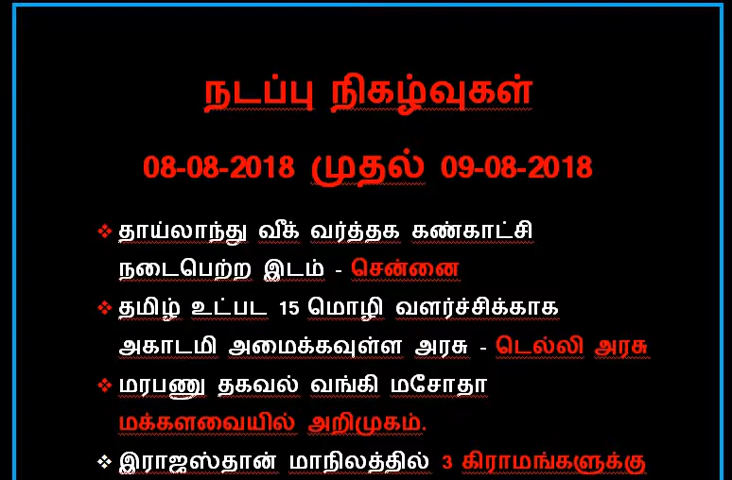 நடப்பு நிகழ்வுகள்
08-08-2018 முதல் 09-08-2018
❖ தாய்லாந்து வீக் வர்த்தக கண்காட்சி
நடைபெற்ற இடம் - சென்னை
❖ தமிழ் உட்பட 15 மொழி வளர்ச்சிக்காக
அகாடமி அமைக்கவுள்ள அரசு - டெல்லி அரசு
❖ மரபணு தகவல் வங்கி மசோதா
மக்களவையில் அறிமுகம்.
❖ இராஜஸ்தான் மாநிலத்தில் 3 கிராமங்களுக்கு